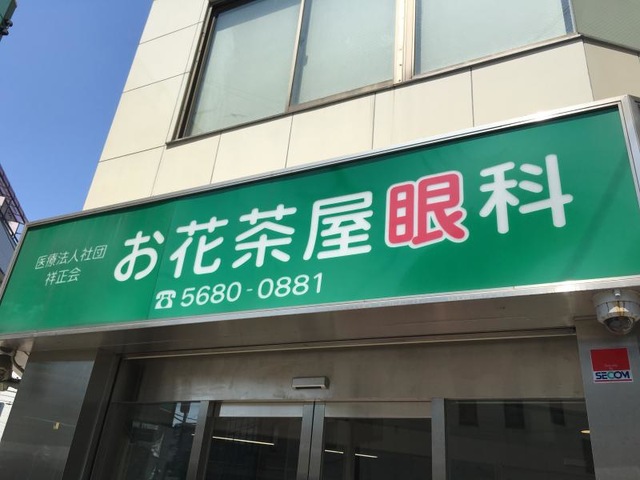 医療法人社団
祥正会
お花茶屋眼科
☎5680-0881
SECOM